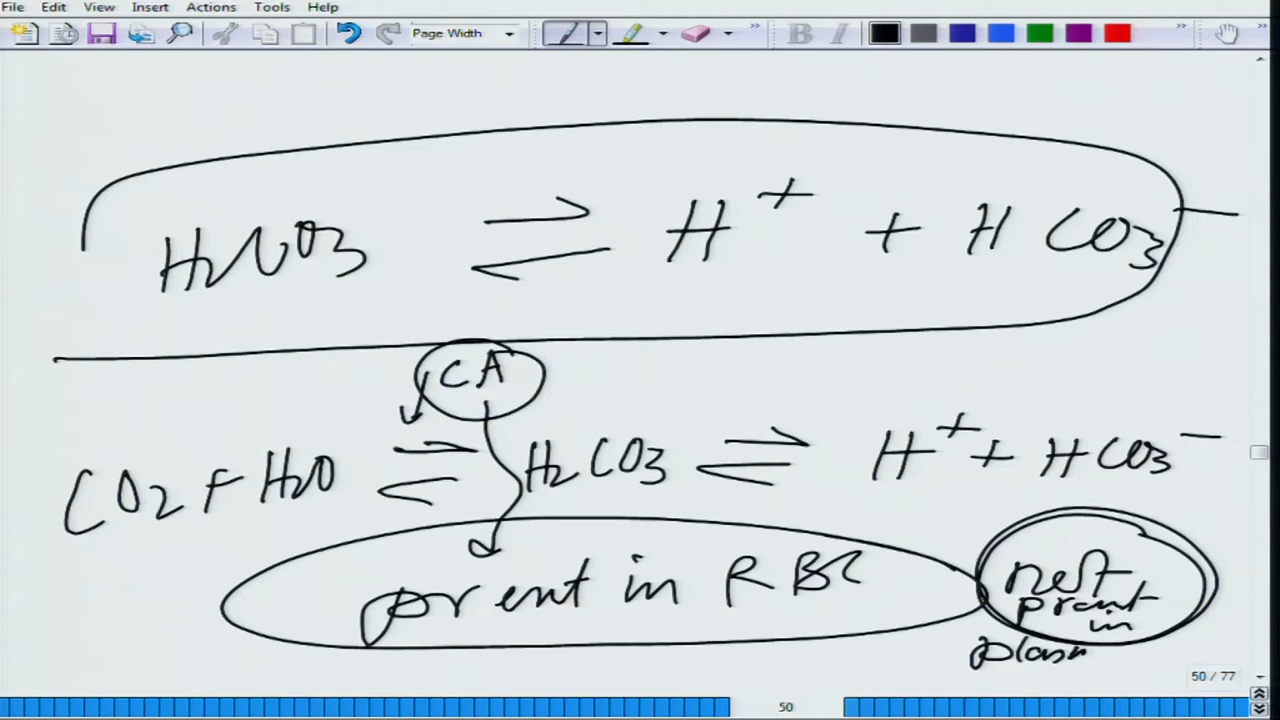 File Edit View Insert Actions Tools Help
Page Width B I
H2CO3 ⇌ H+ + HCO3−
CA
CO2 + H2O ⇌ H2CO3 ⇌ H+ + HCO3−
present in RBC
not
present
in
plasm
50 / 77
50